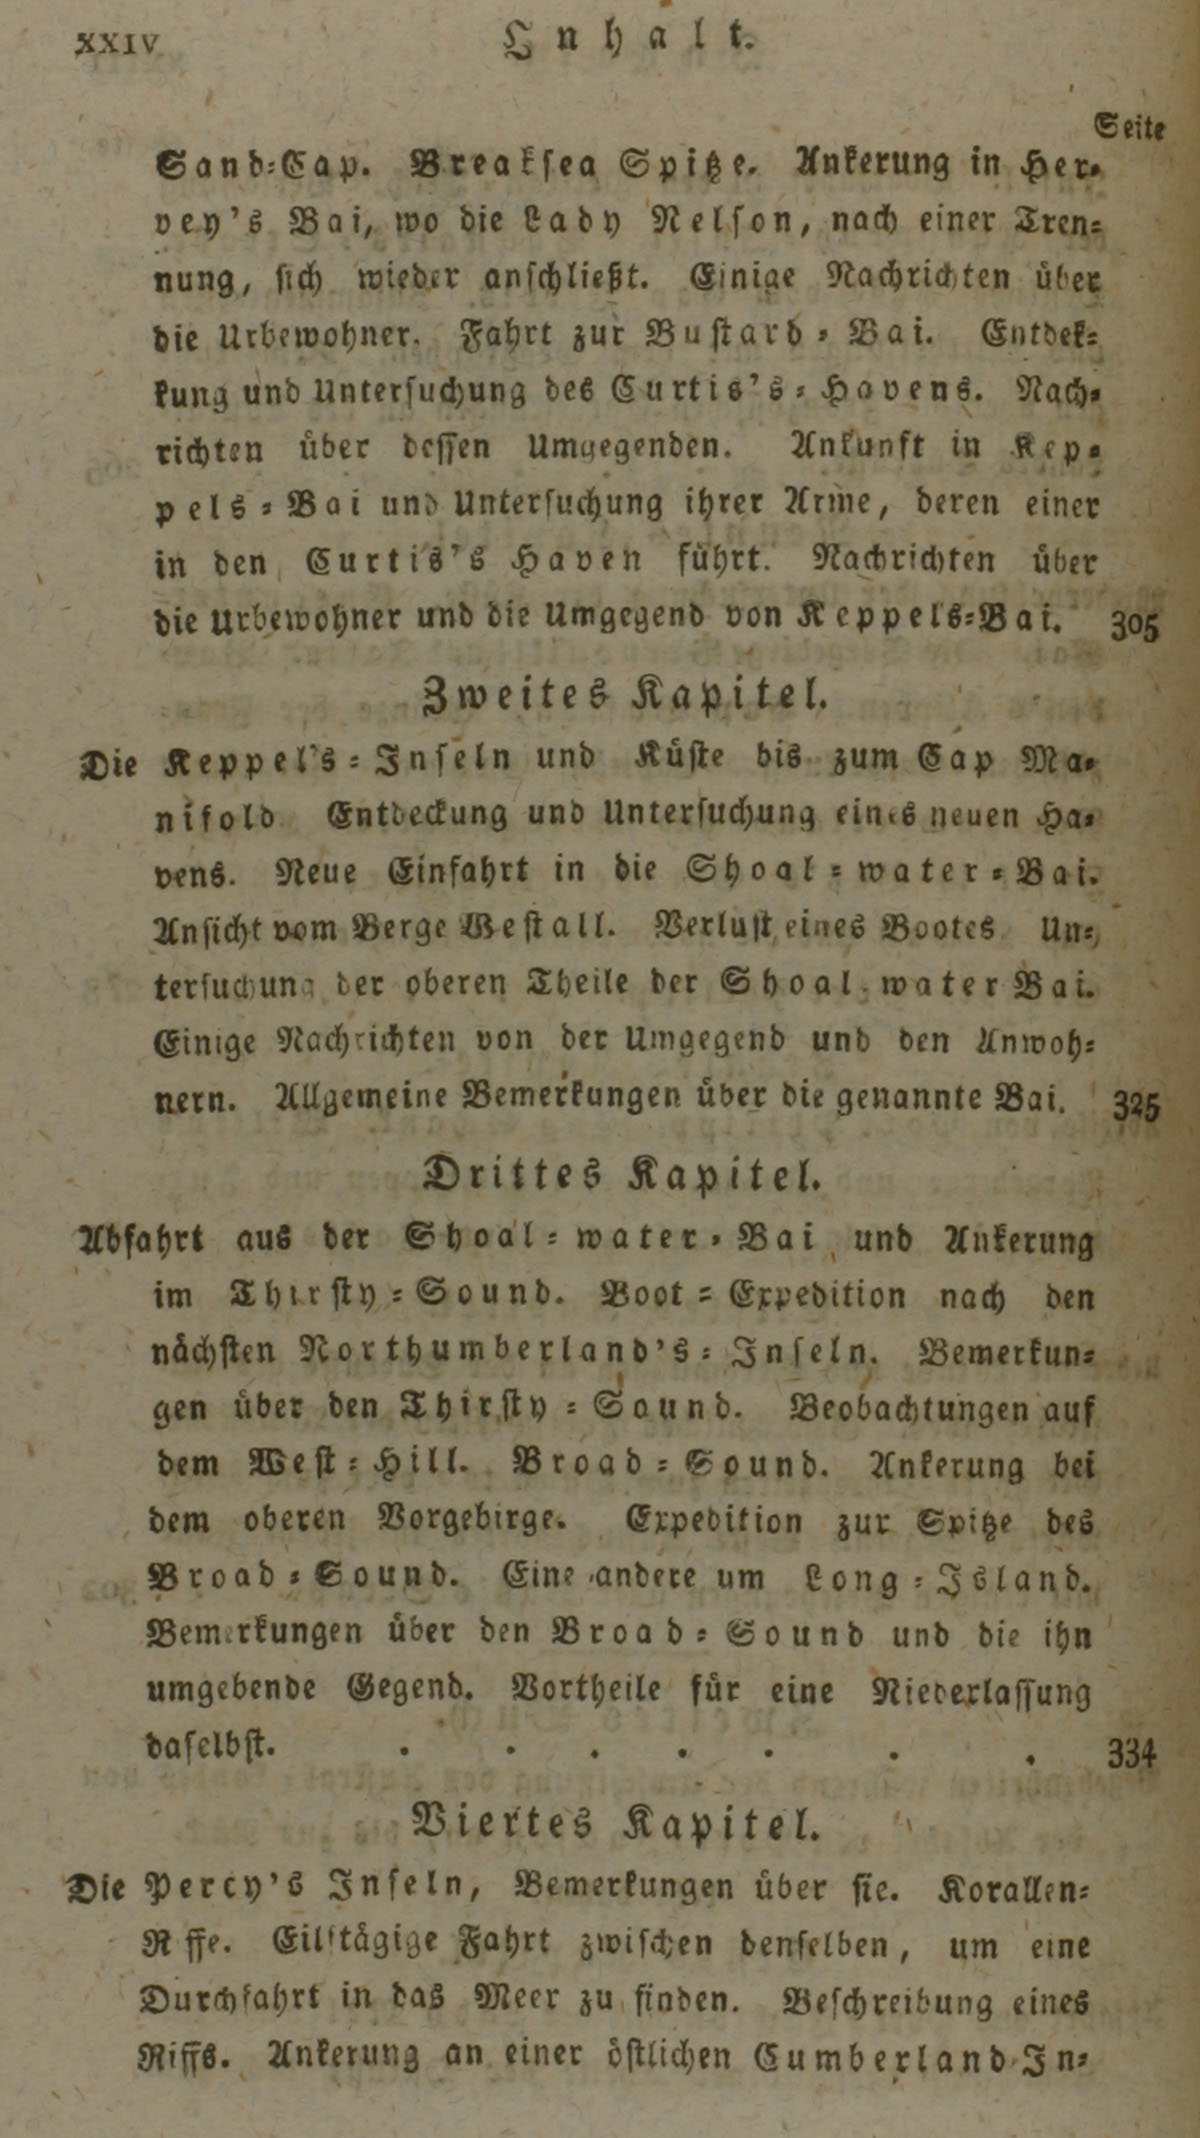 XXIV
Inhalt.
Seite
Sand-Cap. Breaksea Spitze. Ankerung in Her-
vey's Bai, wo die Lady Nelson, nach einer Tren-
nung, sich wieder anschließt. Einige Nachrichten über
die Urbewohner. Fahrt zur Bustard-Bai. Entdek-
kung und Untersuchung des Curtis's-Havens. Nach-
richten über dessen Umgegenden. Ankunft in Kep-
pels-Bai und Untersuchung ihrer Arme, deren einer
in den Curtis's Haven führt. Nachrichten über
die Urbewohner und die Umgegend von Keppels-Bai. 305
Zweites Kapitel.
Die Keppel's-Inseln und Küste bis zum Cap Ma-
nifold Entdeckung und Untersuchung eines neuen Ha-
vens. Neue Einfahrt in die Shoal-water-Bai.
Ansicht vom Berge Westall. Verlust eines Bootes Un-
tersuchung der oberen Theile der Shoal-water Bai.
Einige Nachrichten von der Umgegend und den Anwoh-
nern. Allgemeine Bemerkungen über die genannte Bai. 325
Drittes Kapitel.
Abfahrt aus der Shoal-water-Bai und Ankerung
im Thirsty-Sound. Boot-Expedition nach den
nächsten Northumberland's-Inseln. Bemerkun-
gen über den Thirsty-Sound. Beobachtungen auf
dem West-Hill. Broad-Sound. Ankerung bei
dem oberen Vorgebirge. Expedition zur Spitze des
Broad-Sound. Eine andere um Long-Island.
Bemerkungen über den Broad-Sound und die ihn
umgebende Gegend. Vortheile für eine Niederlassung
daselbst. . . . . . . . 334
Viertes Kapitel.
Die Percy's Inseln, Bemerkungen über sie. Korallen-
Riffe. Eilftägige Fahrt zwischen denselben, um eine
Durchfahrt in das Meer zu finden. Beschreibung eines
Riffs. Ankerung an einer östlichen Cumberland-In-